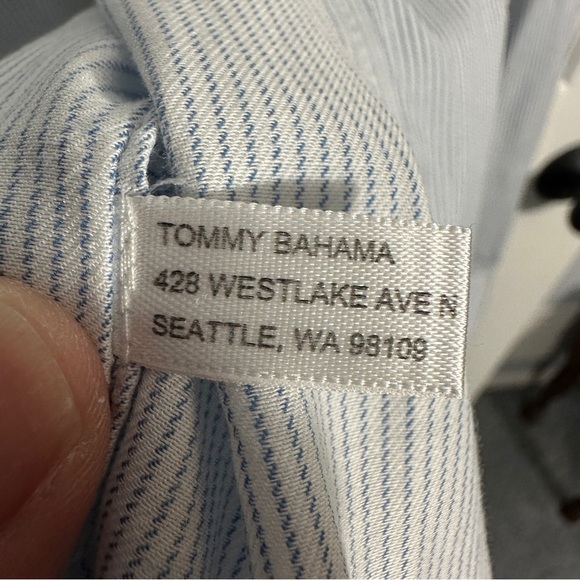 TOMMY BAHAMA
428 WESTLAKE AVE N
SEATTLE, WA 98109